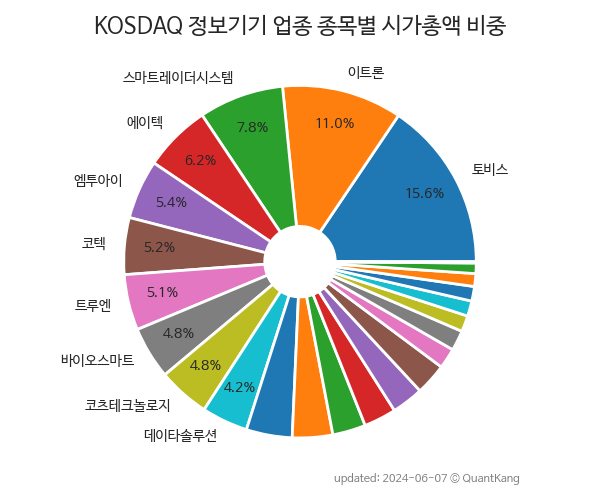 KOSDAQ 정보기기 업종 종목별 시가총액 비중
이트론
스마트레이더시스템
에이텍
엠투아이
코텍
트루엔
바이오스마트
코츠테크놀로지
데이타솔루션
토비스
15.6%
11.0%
7.8%
6.2%
5.4%
5.2%
5.1%
4.8%
4.8%
4.2%
updated: 2024-06-07 © QuantKang